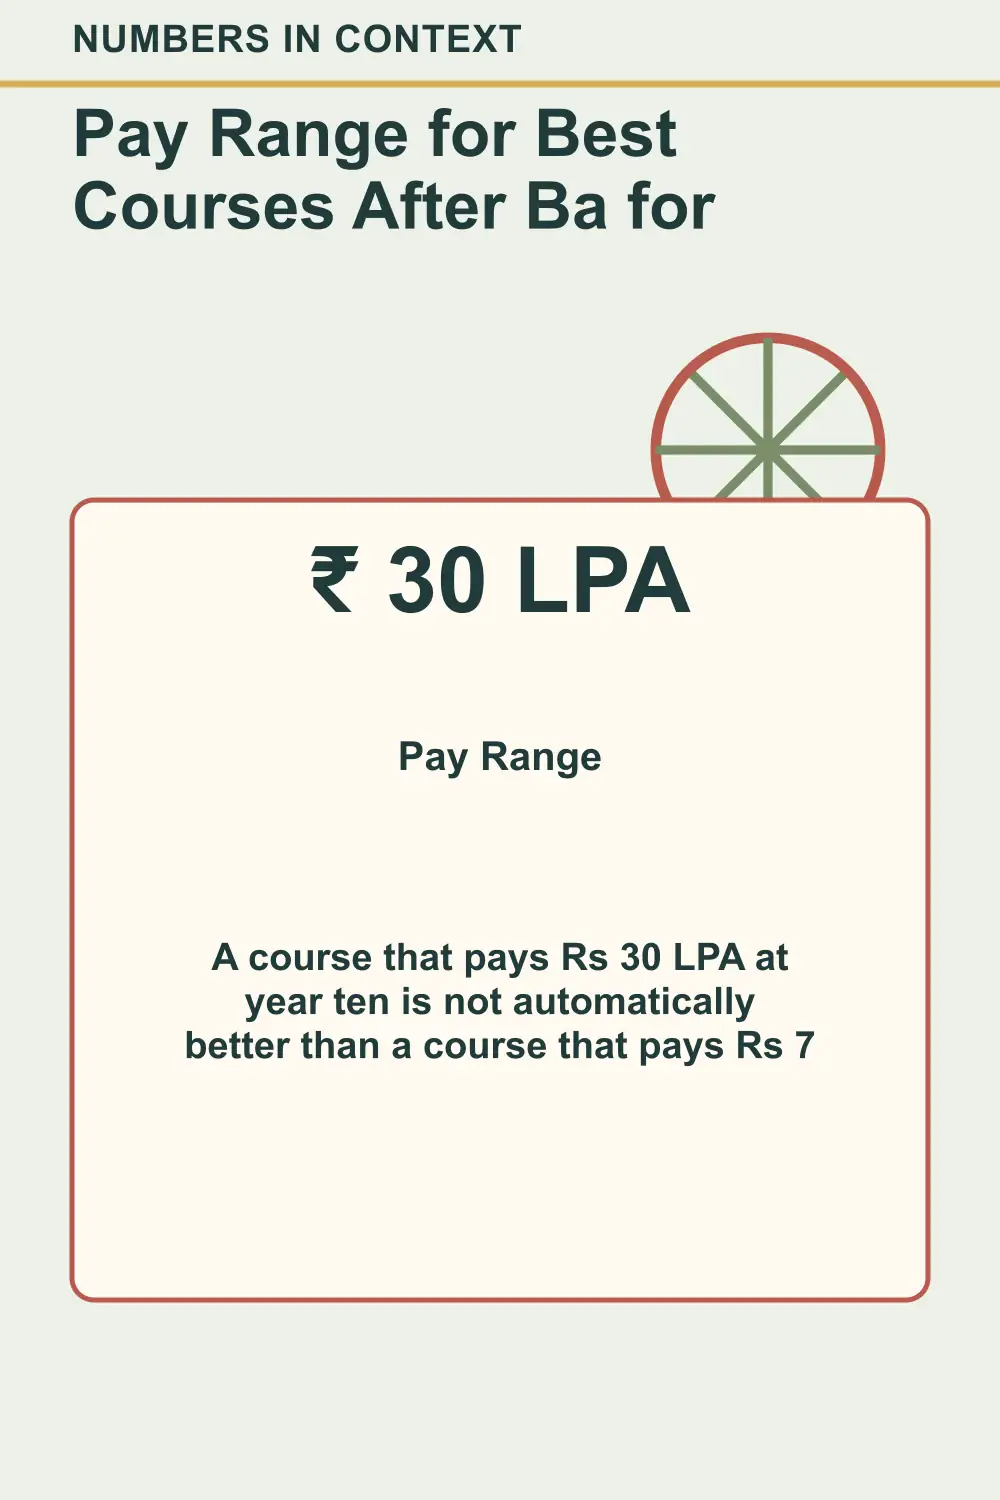 NUMBERS IN CONTEXT
Pay Range for Best
Courses After Ba for
₹ 30 LPA
Pay Range
A course that pays Rs 30 LPA at
year ten is not automatically
better than a course that pays Rs 7